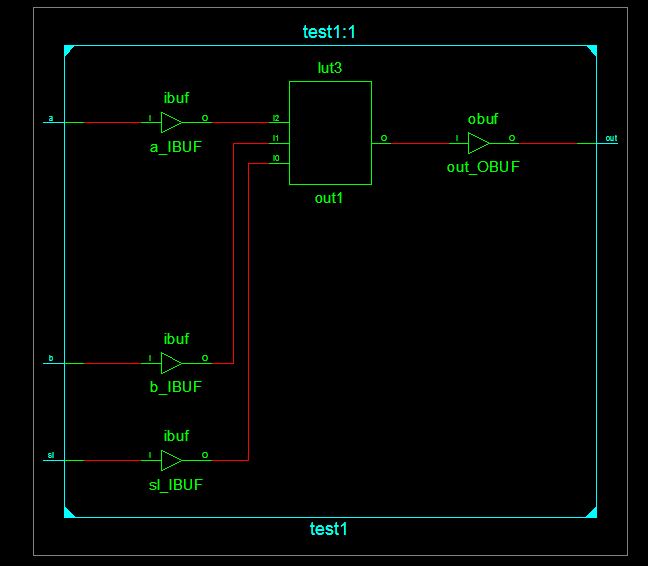 test1:1
lut3
ibuf
a I O I2
a_IBUF
I1
I0
O
obuf
I O out
out_OBUF
out1
ibuf
b I O
b_IBUF
ibuf
sl I O
sl_IBUF
test1